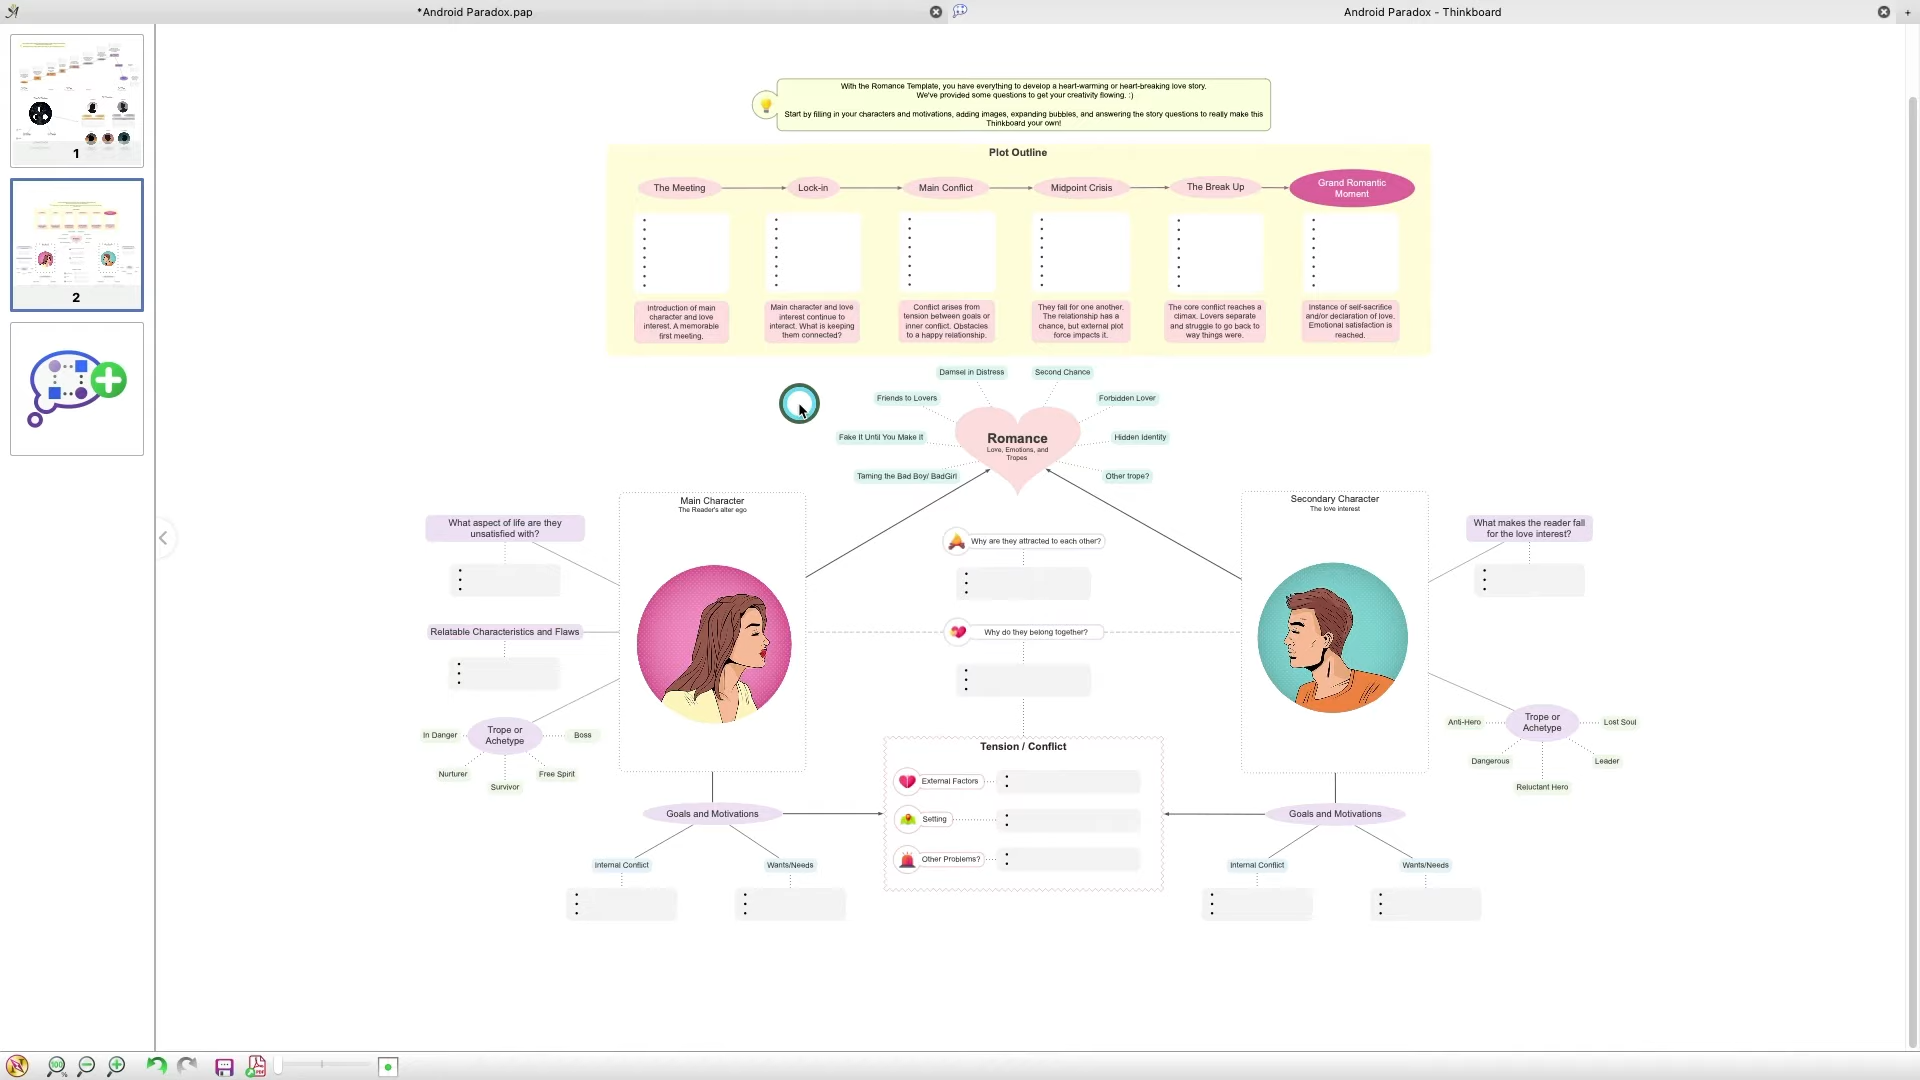 *Android Paradox.pap
Android Paradox - Thinkboard
1
2
With the Romance Template, you have everything to develop a heart-warming or heart-breaking love story.
We've provided some questions to get your creativity flowing. :)
Start by filling in your characters and motivations, adding images, expanding bubbles, and answering the story questions to really make this
Thinkboard your own!
Plot Outline
The Meeting
Lock-in
Main Conflict
Midpoint Crisis
The Break Up
Grand Romantic
Moment
Introduction of main
character and love
interest. A memorable
first meeting.
Main character and love
interest continue to
interact. What is keeping
them connected?
Conflict arises from
tension between goals or
inner conflict. Obstacles
to a happy relationship.
They fall for one another.
The relationship has a
chance, but external plot
force impacts it.
The core conflict reaches a
climax. Lovers separate
and struggle to go back to
way things were.
Instance of self-sacrifice
and/or declaration of love.
Emotional satisfaction is
reached.
Damsel in Distress
Second Chance
Friends to Lovers
Forbidden Lover
Fake It Until You Make It
Hidden Identity
Taming the Bad Boy/ BadGirl
Other trope?
Romance
Love, Emotions, and
Tropes
Main Character
The Reader's alter ego
What aspect of life are they
unsatisfied with?
Relatable Characteristics and Flaws
Trope or
Achetype
In Danger
Boss
Nurturer
Free Spirit
Survivor
Goals and Motivations
Internal Conflict
Wants/Needs
Why are they attracted to each other?
Why do they belong together?
Tension / Conflict
External Factors
Setting
Other Problems?
Secondary Character
The love interest
What makes the reader fall
for the love interest?
Trope or
Achetype
Anti-Hero
Lost Soul
Dangerous
Leader
Reluctant Hero
Goals and Motivations
Internal Conflict
Wants/Needs